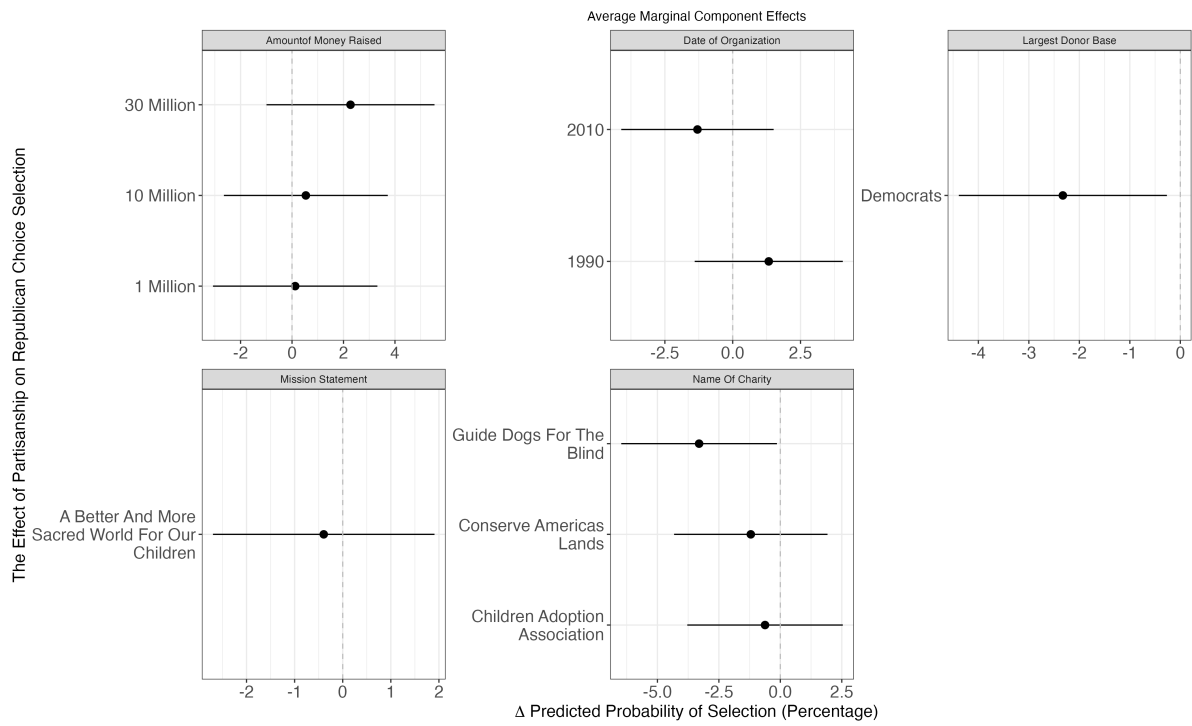 Average Marginal Component Effects
Amountof Money Raised
Date of Organization
Largest Donor Base
The Effect of Partisanship on Republican Choice Selection
30 Million
10 Million
1 Million
-2 0 2 4
2010
1990
-2.5 0.0 2.5
Democrats
-4 -3 -2 -1 0
Mission Statement
Name Of Charity
A Better And More
Sacred World For Our
Children
-2 -1 0 1 2
Guide Dogs For The
Blind
Conserve Americas
Lands
Children Adoption
Association
-5.0 -2.5 0.0 2.5
Δ Predicted Probability of Selection (Percentage)